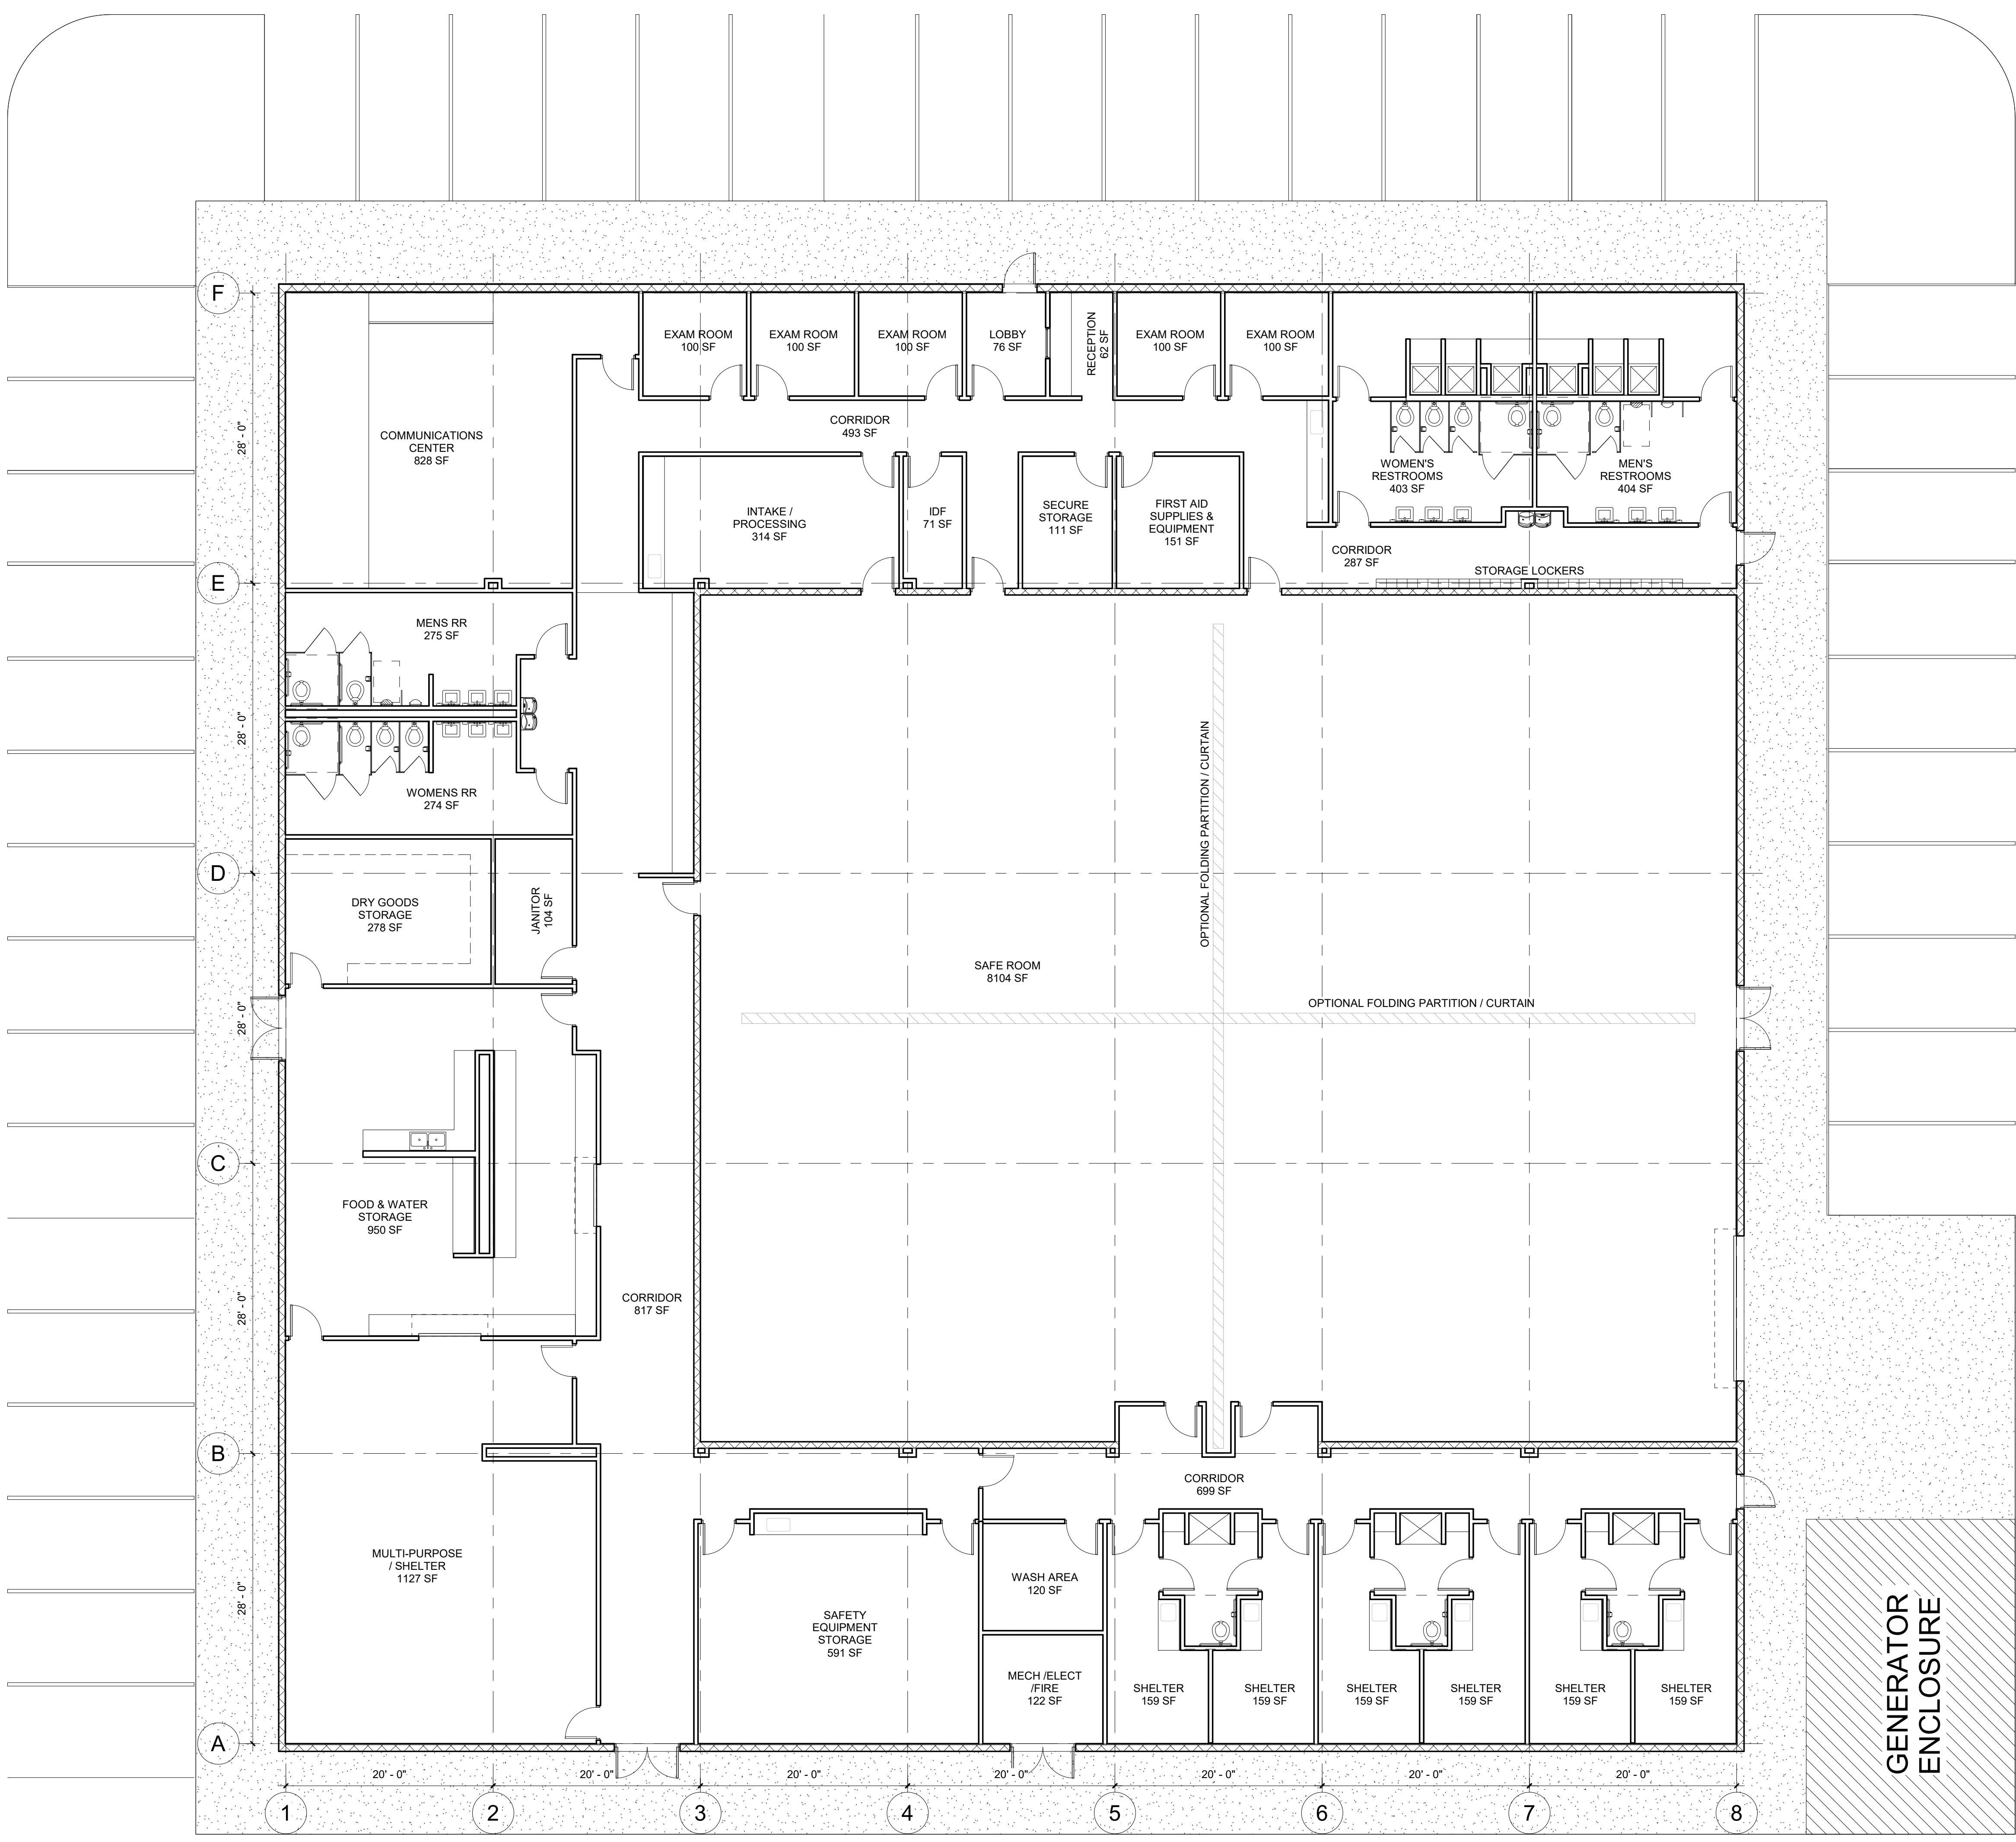 F
EXAM ROOM
100 SF
EXAM ROOM
100 SF
EXAM ROOM
100 SF
LOBBY
76 SF
RECEPTION
62 SF
EXAM ROOM
100 SF
EXAM ROOM
100 SF
28' - 0"
COMMUNICATIONS
CENTER
828 SF
CORRIDOR
493 SF
WOMEN'S
RESTROOMS
403 SF
MEN'S
RESTROOMS
404 SF
INTAKE /
PROCESSING
314 SF
IDF
71 SF
SECURE
STORAGE
111 SF
FIRST AID
SUPPLIES &
EQUIPMENT
151 SF
CORRIDOR
287 SF
STORAGE LOCKERS
E
MENS RR
275 SF
28' - 0"
WOMENS RR
274 SF
OPTIONAL FOLDING PARTITION / CURTAIN
D
DRY GOODS
STORAGE
278 SF
JANITOR
104 SF
SAFE ROOM
8104 SF
OPTIONAL FOLDING PARTITION / CURTAIN
28' - 0"
C
FOOD & WATER
STORAGE
950 SF
CORRIDOR
817 SF
28' - 0"
B
CORRIDOR
699 SF
MULTI-PURPOSE
/ SHELTER
1127 SF
WASH AREA
120 SF
SAFETY
EQUIPMENT
STORAGE
591 SF
28' - 0"
MECH /ELECT
/FIRE
122 SF
SHELTER
159 SF
SHELTER
159 SF
SHELTER
159 SF
SHELTER
159 SF
SHELTER
159 SF
SHELTER
159 SF
GENERATOR
ENCLOSURE
A
20' - 0"
20' - 0"
20' - 0"
20' - 0"
20' - 0"
20' - 0"
20' - 0"
1
2
3
4
5
6
7
8